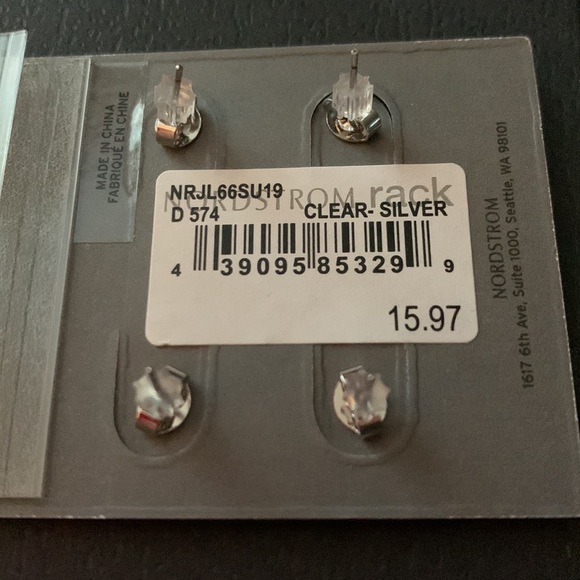 MADE IN CHINA
FABRIQUÉ EN CHINE
NRJL66SU19
NORDSTROM rack
D 574 CLEAR- SILVER
4 39095 85329 9
15.97
NORDSTROM
1617 6th Ave, Suite 1000, Seattle, WA 98101